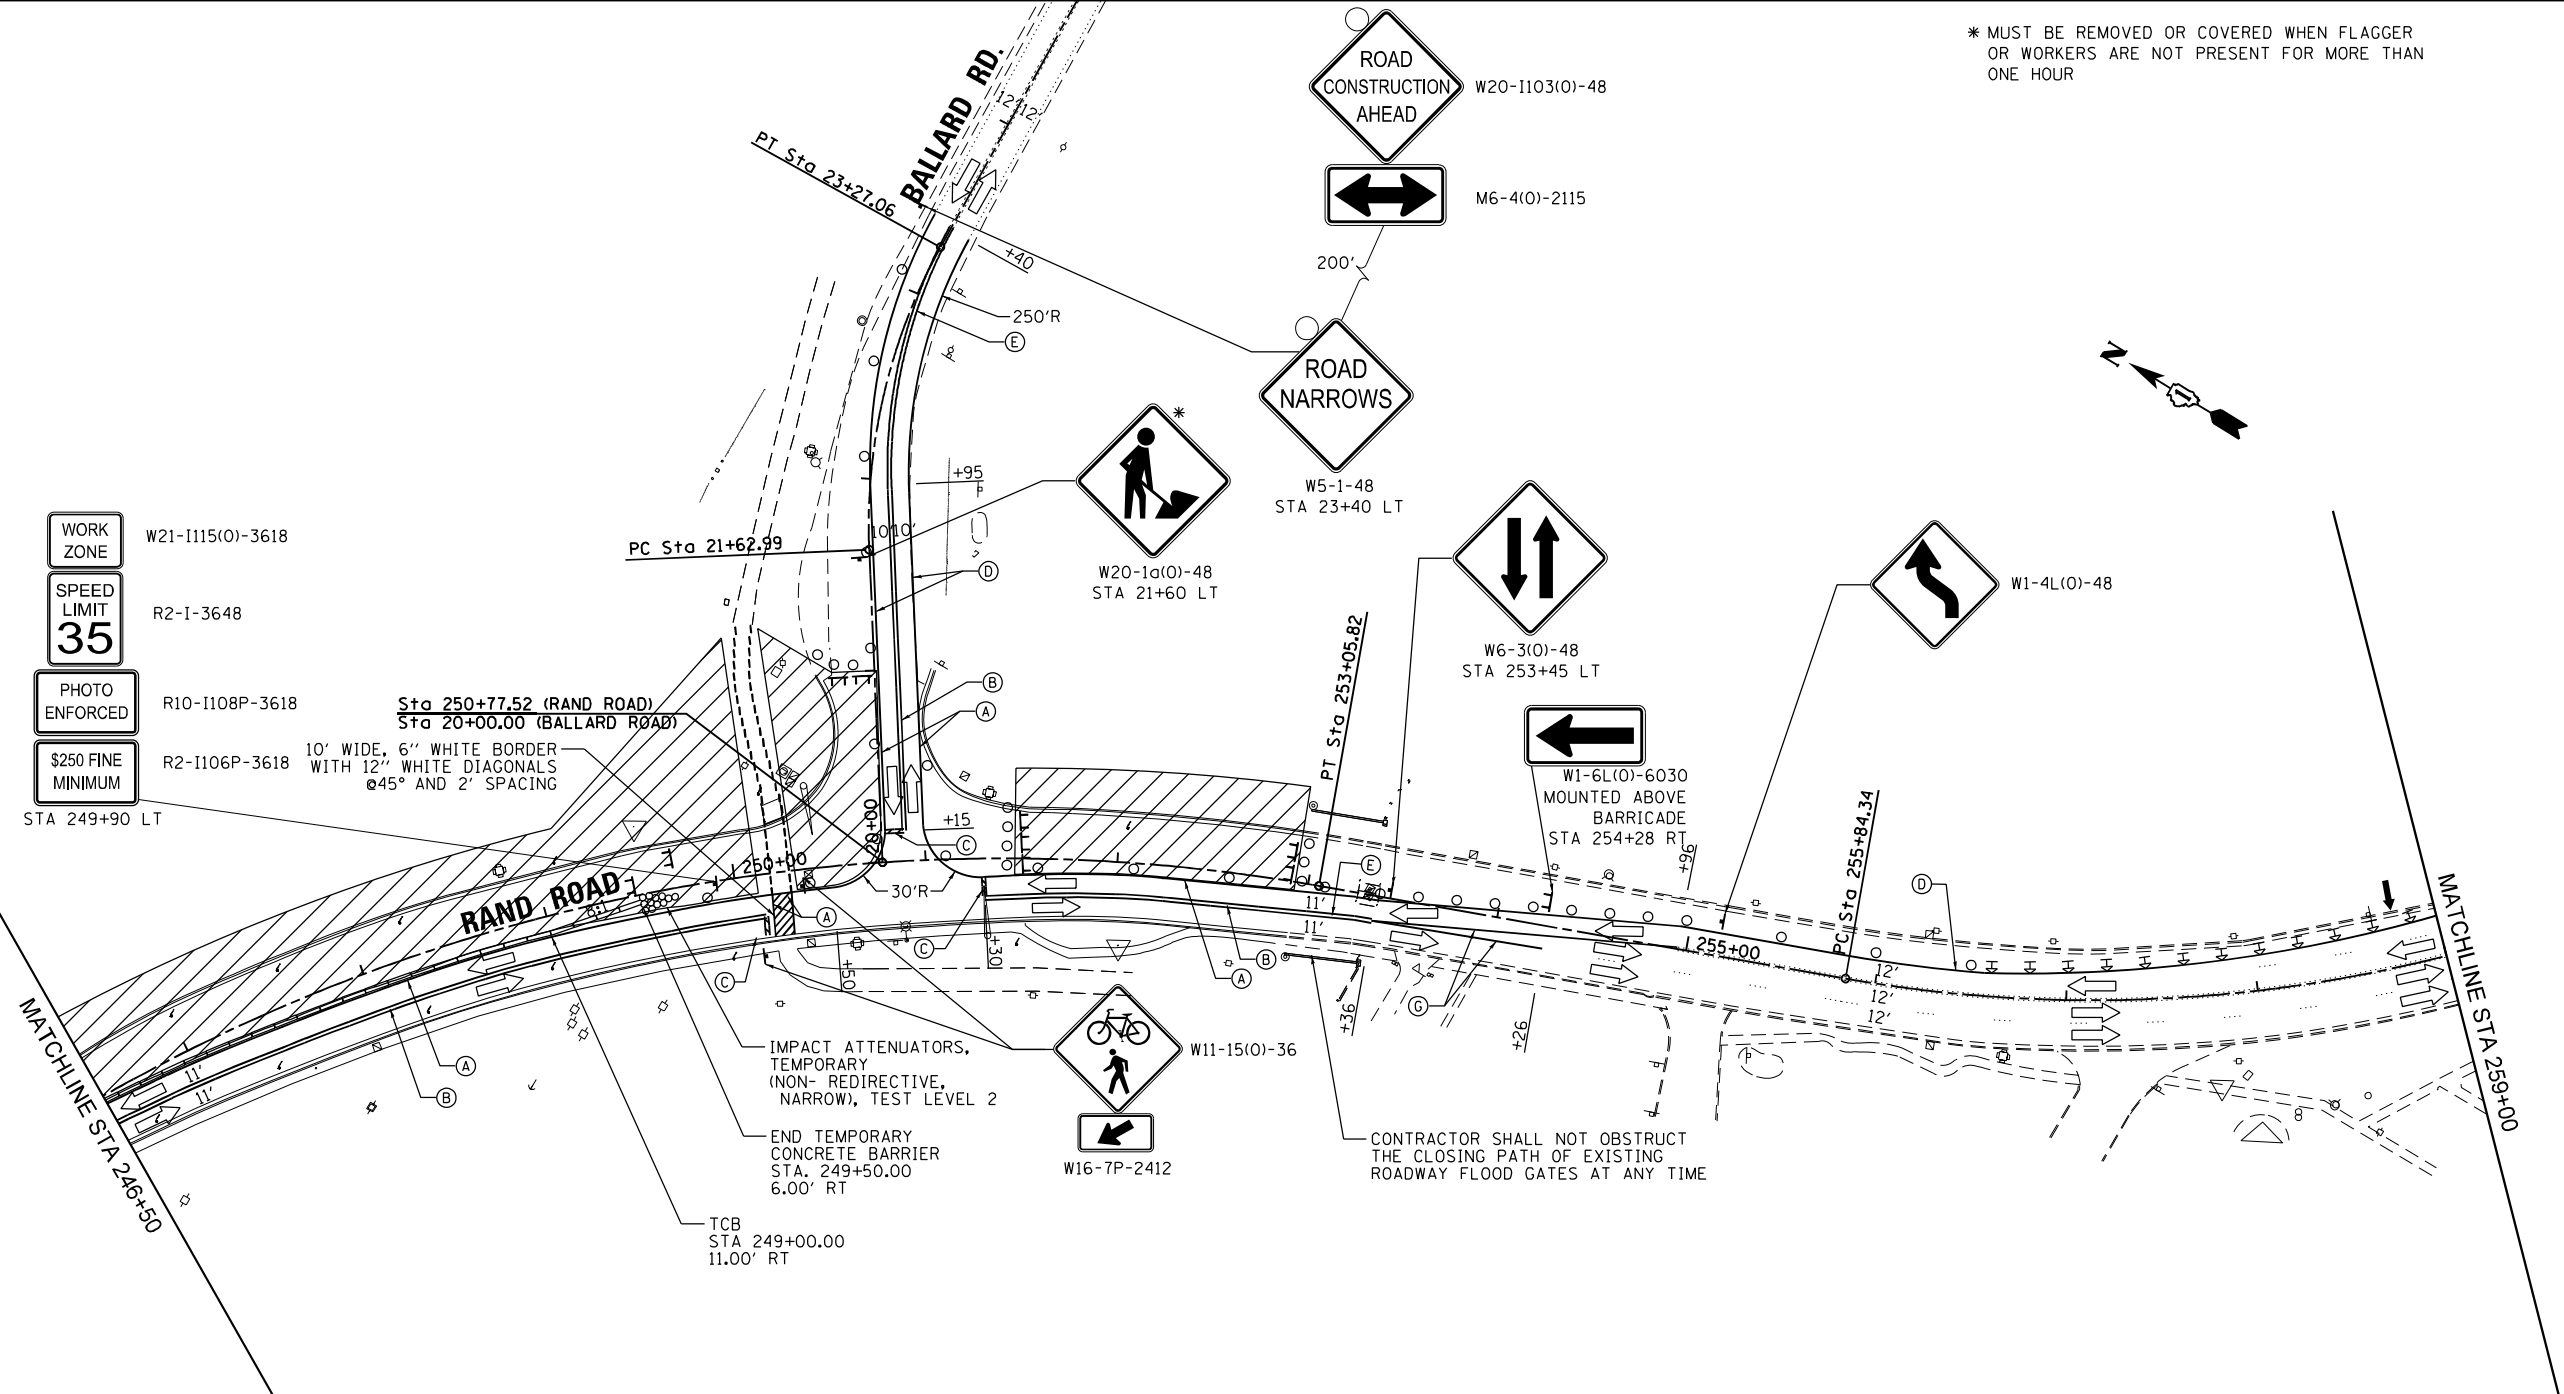 * MUST BE REMOVED OR COVERED WHEN FLAGGER
OR WORKERS ARE NOT PRESENT FOR MORE THAN
ONE HOUR
ROAD
CONSTRUCTION
AHEAD
W20-I103(O)-48
M6-4(O)-2115
200'
BALLARD RD.
12'
12'
PT Sta 23+27.06
+40
250'R
E
ROAD
NARROWS
W5-1-48
STA 23+40 LT
N
1
*
W20-1a(O)-48
STA 21+60 LT
+95
10'
10'
PC Sta 21+62.99
D
WORK
ZONE
W21-I115(O)-3618
SPEED
LIMIT
35
R2-I-3648
PHOTO
ENFORCED
R10-I108P-3618
$250 FINE
MINIMUM
R2-I106P-3618
STA 249+90 LT
Sta 250+77.52 (RAND ROAD)
Sta 20+00.00 (BALLARD ROAD)
10' WIDE, 6'' WHITE BORDER
WITH 12'' WHITE DIAGONALS
@45° AND 2' SPACING
B
A
W6-3(O)-48
STA 253+45 LT
W1-4L(O)-48
PT Sta 253+05.82
W1-6L(O)-6030
MOUNTED ABOVE
BARRICADE
STA 254+28 RT
+96
PC Sta 255+84.34
20+00
+15
C
250+00
30'R
RAND ROAD
A
E
11'
11'
D
255+00
C
+50
C
+30
B
A
G
+36
+26
12'
12'
12'
11'
11'
A
B
MATCHLINE STA 246+50
MATCHLINE STA 259+00
IMPACT ATTENUATORS,
TEMPORARY
(NON- REDIRECTIVE,
NARROW), TEST LEVEL 2
END TEMPORARY
CONCRETE BARRIER
STA. 249+50.00
6.00' RT
TCB
STA 249+00.00
11.00' RT
W11-15(O)-36
W16-7P-2412
CONTRACTOR SHALL NOT OBSTRUCT
THE CLOSING PATH OF EXISTING
ROADWAY FLOOD GATES AT ANY TIME